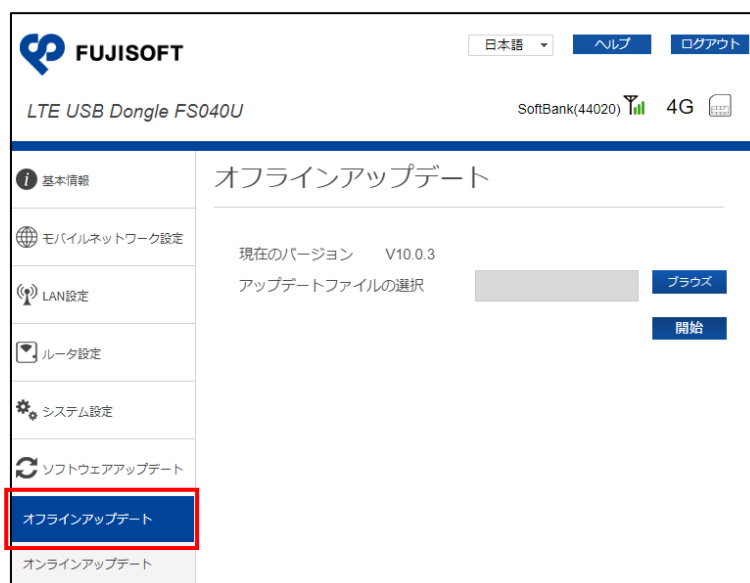 FUJISOFT
日本語 ヘルプ ログアウト
LTE USB Dongle FS040U
SoftBank(44020) 4G
基本情報
モバイルネットワーク設定
LAN設定
ルータ設定
システム設定
ソフトウェアアップデート
オフラインアップデート
オンラインアップデート
オフラインアップデート
現在のバージョン V10.0.3
アップデートファイルの選択 ブラウズ
開始